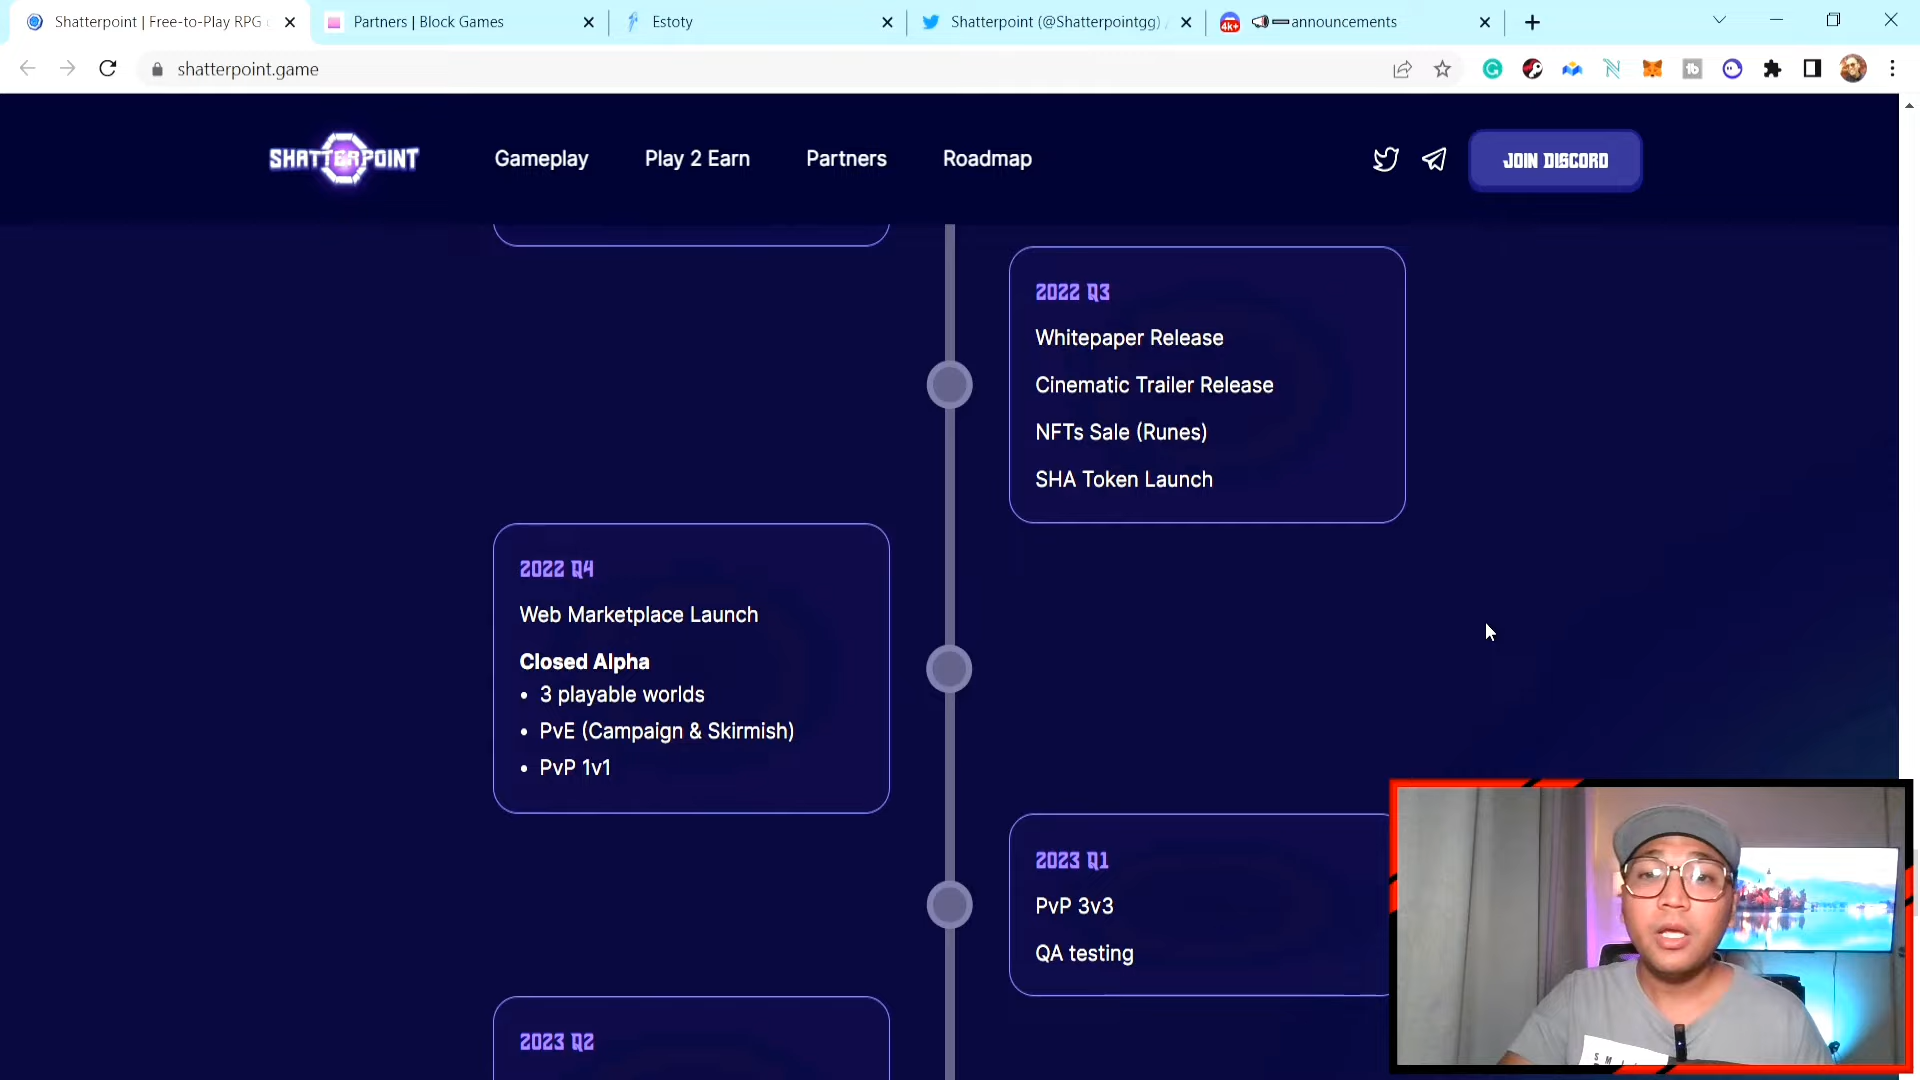 Shatterpoint | Free-to-Play RPG
Partners | Block Games
Estoty
Shatterpoint (@Shatterpointgg)
4k+
announcements
shatterpoint.game
SHATTERPOINT
Gameplay
Play 2 Earn
Partners
Roadmap
JOIN DISCORD
2022 Q3
Whitepaper Release
Cinematic Trailer Release
NFTs Sale (Runes)
SHA Token Launch
2022 Q4
Web Marketplace Launch
Closed Alpha
• 3 playable worlds
• PvE (Campaign & Skirmish)
• PvP 1v1
2023 Q1
PvP 3v3
QA testing
2023 Q2